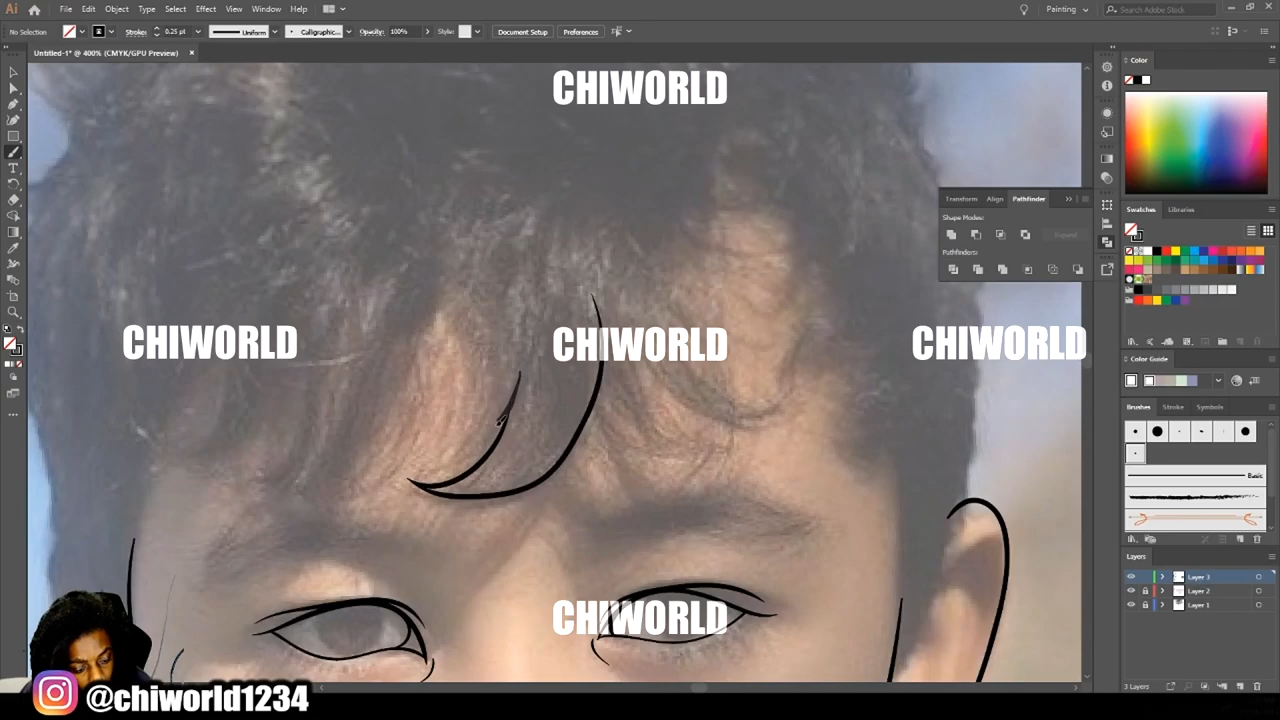 Ai File Edit Object Type Select Effect View Window Help Painting Search Adobe Stock
No Selection Stroke: 0.25 pt Uniform Calligraphic... Opacity: 100% Style: Document Setup Preferences
Untitled-1* @ 400% (CMYK/GPU Preview) ×
Color
CHIWORLD
Transform Align Pathfinder
Shape Modes:
Expand
Pathfinders:
Swatches Libraries
CHIWORLD CHIWORLD CHIWORLD
Color Guide
Brushes Stroke Symbols
Basic
Layers
Layer 3
Layer 2
Layer 1
CHIWORLD
3 Layers
@chiworld1234